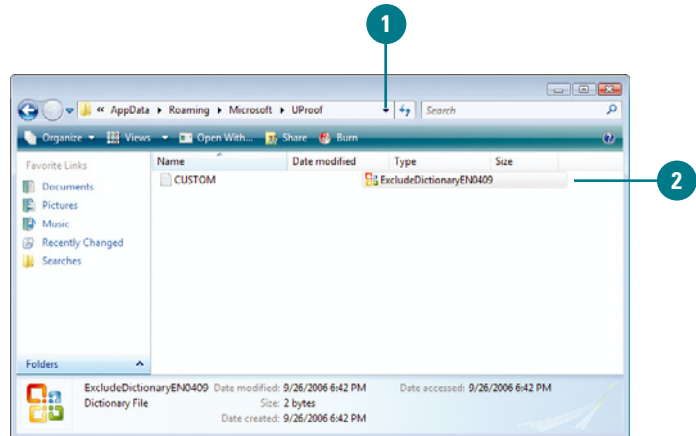 1
« AppData ▸ Roaming ▸ Microsoft ▸ UProof
Search
Organize Views Open With... Share Burn
Favorite Links
Documents
Pictures
Music
Recently Changed
Searches
Folders
Name Date modified Type Size
CUSTOM ExcludeDictionaryEN0409
2
ExcludeDictionaryEN0409 Date modified: 9/26/2006 6:42 PM Date accessed: 9/26/2006 6:42 PM
Dictionary File Size: 2 bytes
Date created: 9/26/2006 6:42 PM